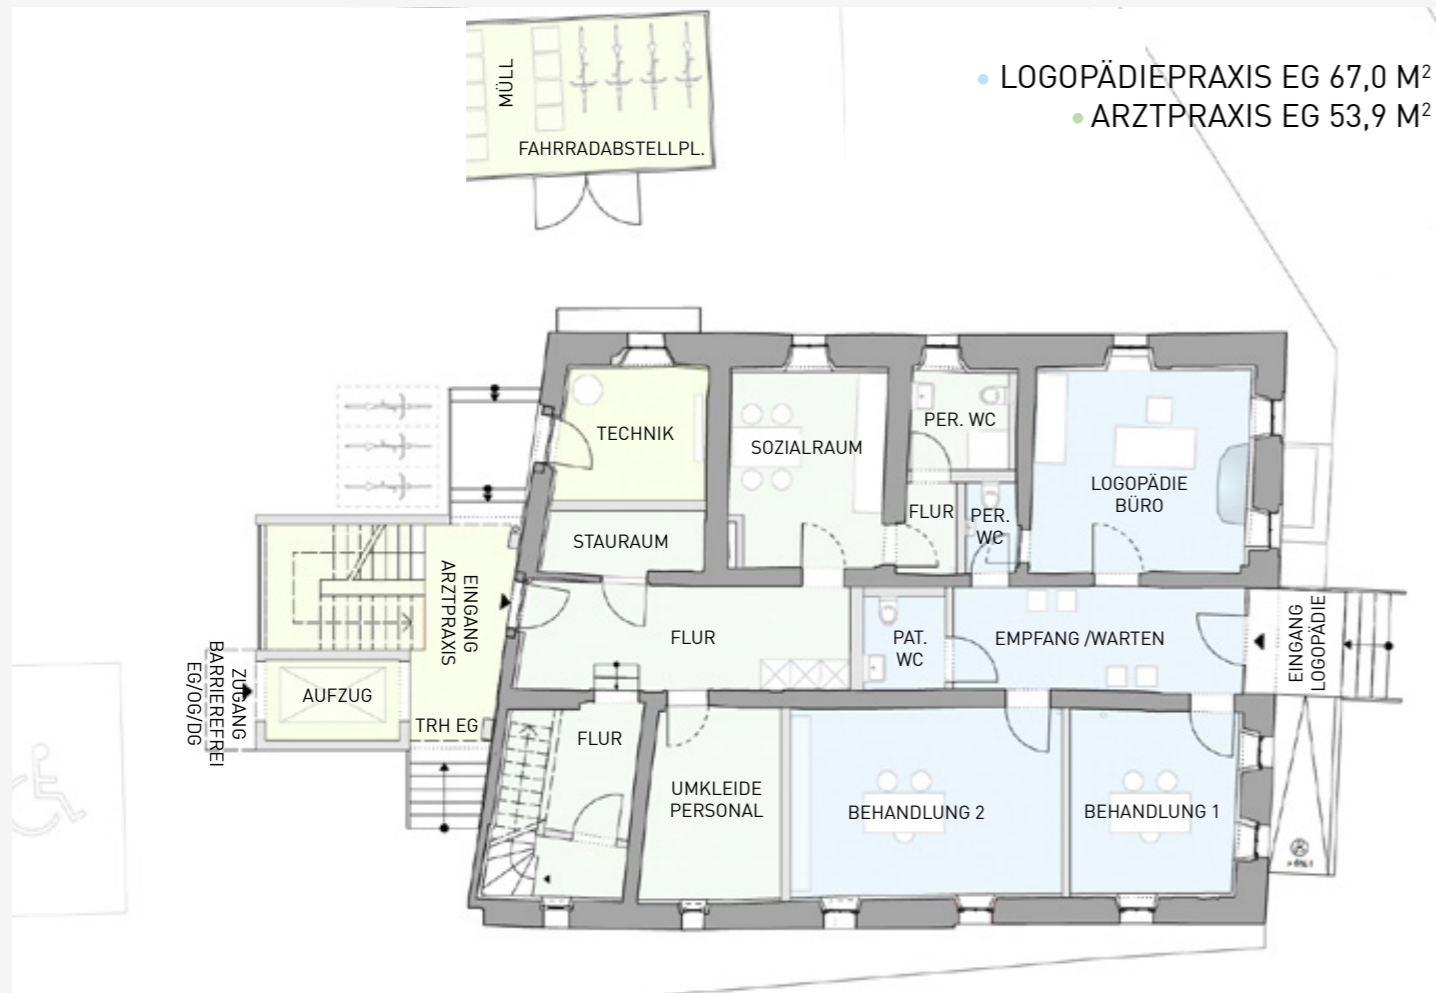 LOGOPÄDIEPRAXIS EG 67,0 M²
ARZTPRAXIS EG 53,9 M²
MÜLL
FAHRRADABSTELLPL.
TECHNIK
SOZIALRAUM
PER. WC
LOGOPÄDIE
BÜRO
FLUR
PER.
WC
STAURAUM
EINGANG
ARZTPRAXIS
FLUR
PAT.
WC
EMPFANG /WARTEN
EINGANG
LOGOPÄDIE
ZUGANG
BARRIEREFREI
EG/OG/DG
AUFZUG
TRH EG
FLUR
UMKLEIDE
PERSONAL
BEHANDLUNG 2
BEHANDLUNG 1